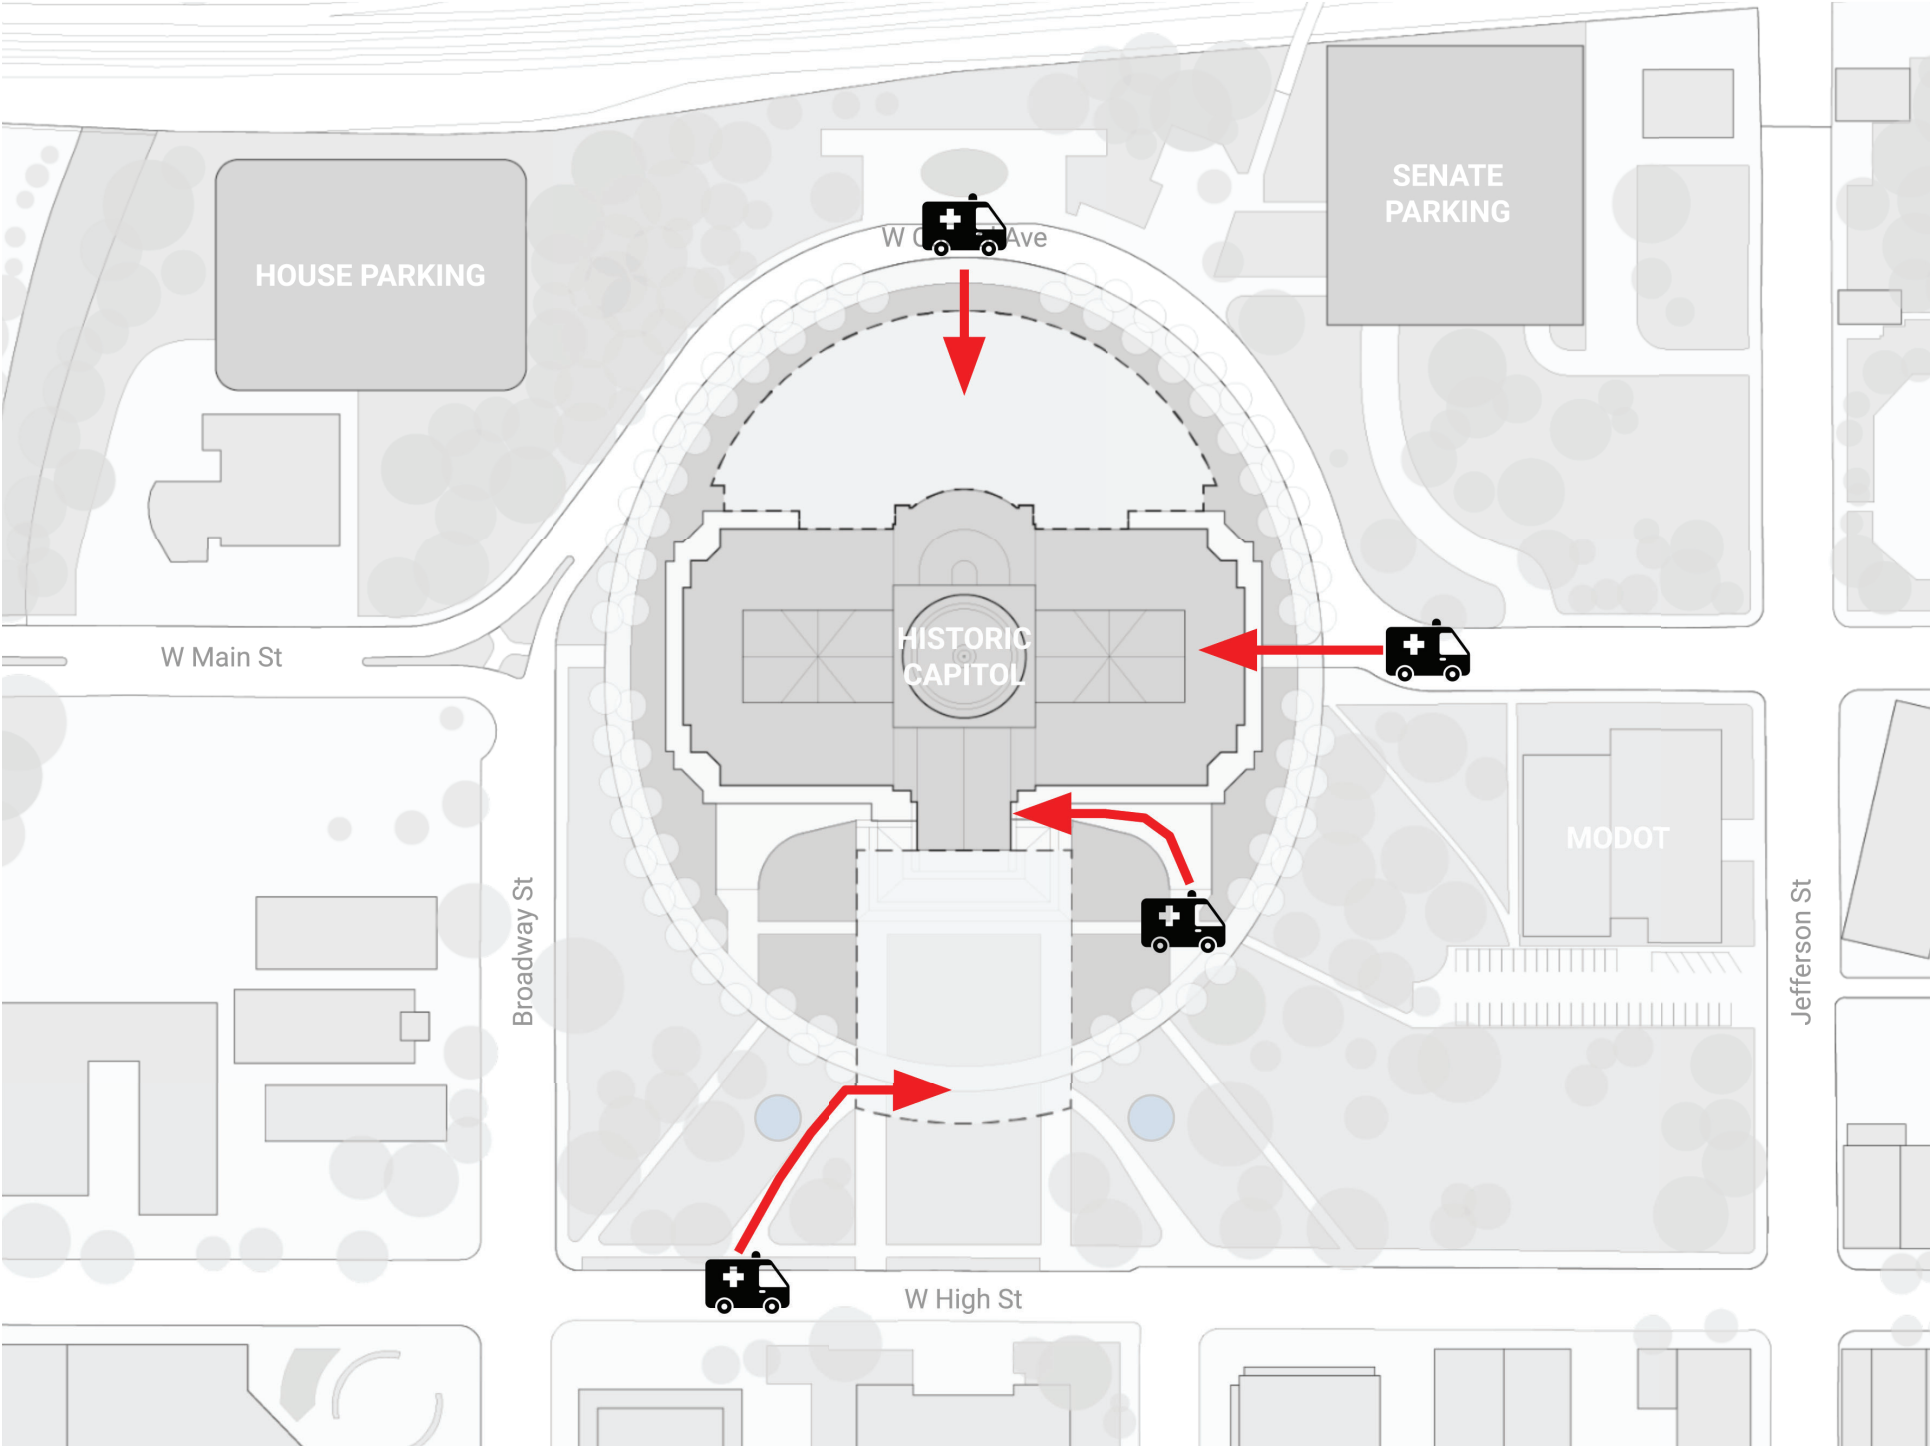 SENATE
PARKING
W Ave
HOUSE PARKING
HISTORIC
CAPITOL
W Main St
MODOT
Broadway St
Jefferson St
W High St